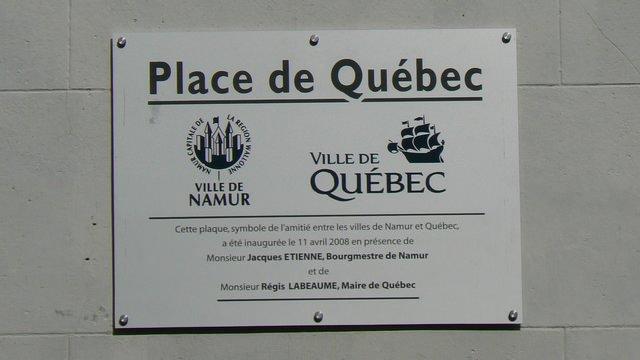 Place de Québec
NAMUR CAPITALE DE LA RÉGION WALLONNE
VILLE DE
NAMUR
VILLE DE
QUÉBEC
Cette plaque, symbole de l'amitié entre les villes de Namur et Québec,
a été inaugurée le 11 avril 2008 en présence de
Monsieur Jacques ETIENNE, Bourgmestre de Namur
et de
Monsieur Régis LABEAUME, Maire de Québec